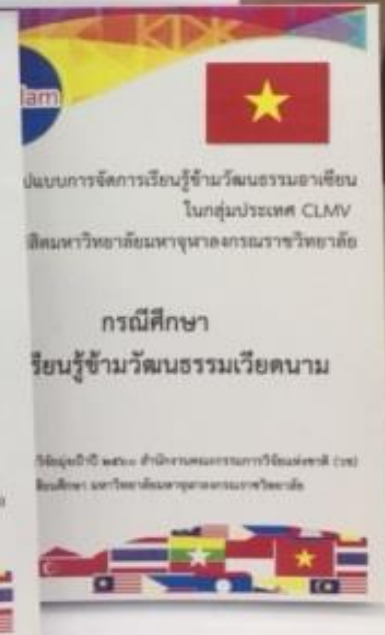 lam
ปแบบการจัดการเรียนรู้ข้ามวัฒนธรรมอาเซียน
ในกลุ่มประเทศ CLMV
สิตมหาวิทยาลัยมหาจุฬาลงกรณราชวิทยาลัย
กรณีศึกษา
รียนรู้ข้ามวัฒนธรรมเวียดนาม
ปี ๒๕๖๐ สำนักงานคณะกรรมการวิจัยแห่งชาติ (วช)
มหาวิทยาลัยมหาจุฬาลงกรณราชวิทยาลัย